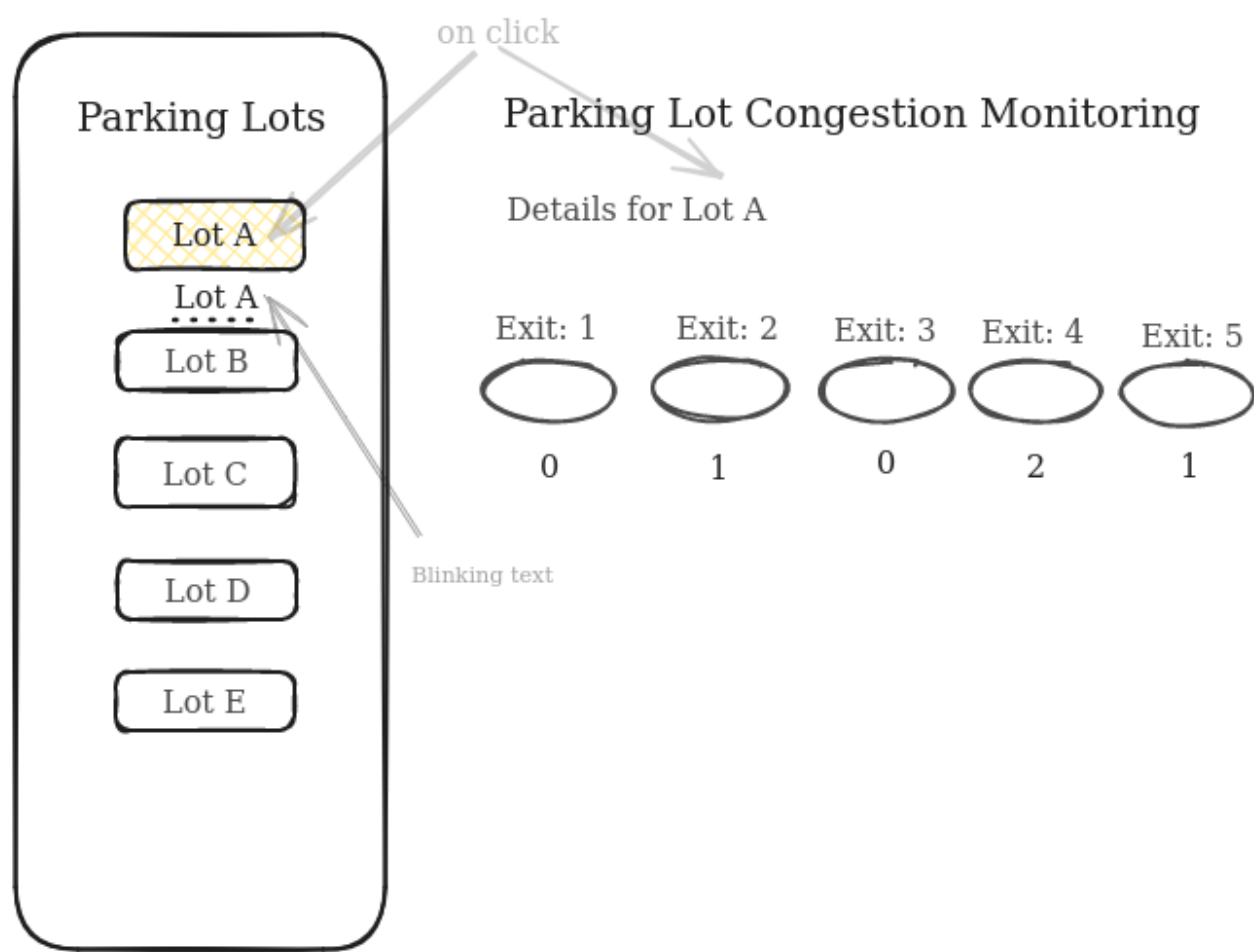 on click
Parking Lots
Lot A
Lot A
Lot B
Lot C
Lot D
Lot E
Blinking text
Parking Lot Congestion Monitoring
Details for Lot A
Exit: 1 Exit: 2 Exit: 3 Exit: 4 Exit: 5
0 1 0 2 1